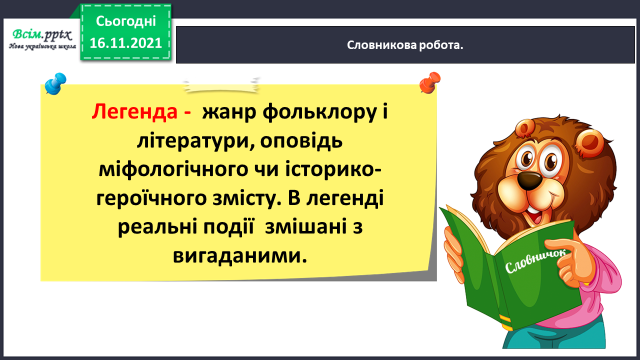 Всім.pptx
Нова українська школа
Сьогодні
16.11.2021
Словникова робота.
Легенда - жанр фольклору і
літератури, оповідь
міфологічного чи історико-
героїчного змісту. В легенді
реальні події змішані з
вигаданими.
Словничок